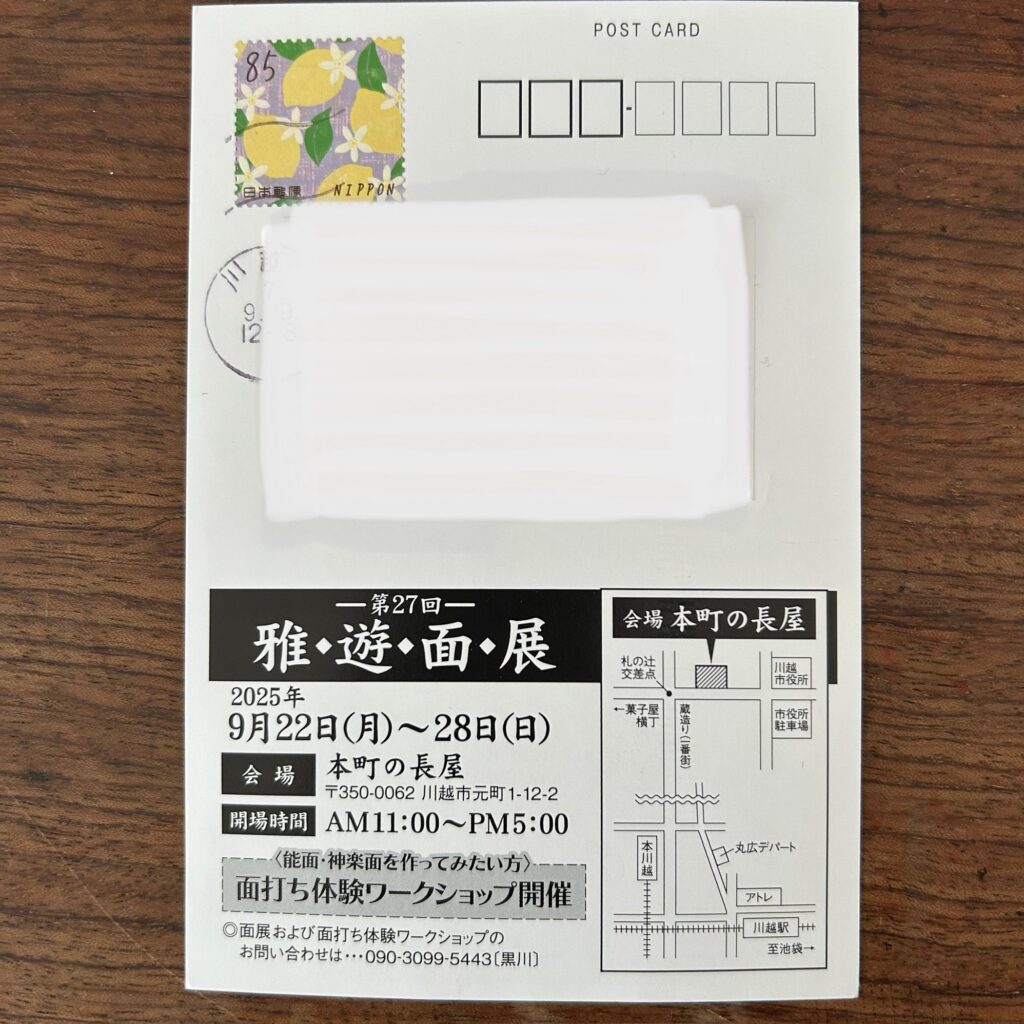 POST CARD
85
日本郵便 NIPPON
川
9. 9.
12
第27回
雅・遊・面・展
2025年
9月22日(月)～28日(日)
会場 本町の長屋
〒350-0062 川越市元町1-12-2
開場時間 AM11:00～PM5:00
〈能面・神楽面を作ってみたい方〉
面打ち体験ワークショップ開催
◎面展および面打ち体験ワークショップの
お問い合わせは…090-3099-5443〔黒川〕
会場 本町の長屋
札の辻
交差点
川越
市役所
←菓子屋
横丁
蔵造り(一番街)
市役所
駐車場
本川越
丸広デパート
アトレ
川越駅
至池袋→